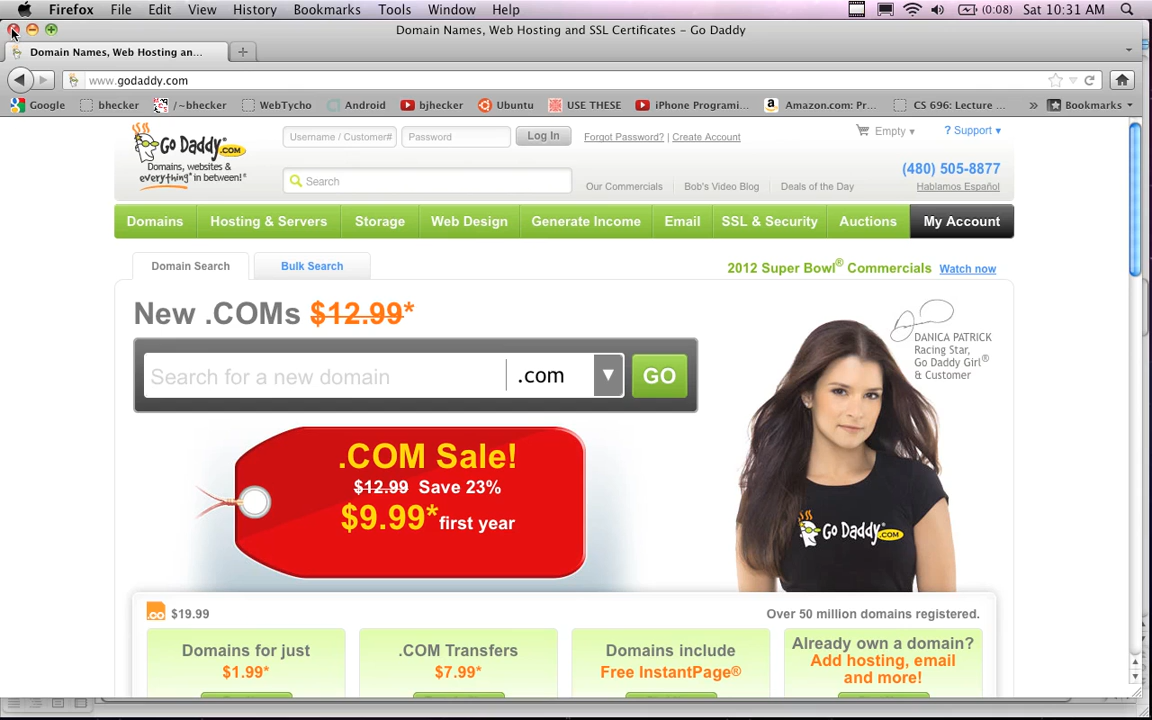 Firefox File Edit View History Bookmarks Tools Window Help (0:08) Sat 10:31 AM
Domain Names, Web Hosting and SSL Certificates – Go Daddy
Domain Names, Web Hosting an...
www.godaddy.com
Google bhecker /~bhecker WebTycho Android bjhecker Ubuntu USE THESE iPhone Programi... Amazon.com: Pr... CS 696: Lecture ... » Bookmarks
Go Daddy.COM
Domains, websites &
everything* in between!®
Username / Customer# Password Log In Forgot Password? | Create Account
Empty Support
(480) 505-8877
Search
Our Commercials Bob's Video Blog Deals of the Day Hablamos Español
Domains Hosting & Servers Storage Web Design Generate Income Email SSL & Security Auctions My Account
Domain Search Bulk Search
2012 Super Bowl® Commercials Watch now
New .COMs $12.99*
Search for a new domain .com GO
DANICA PATRICK
Racing Star,
Go Daddy Girl®
& Customer
.COM Sale!
$12.99 Save 23%
$9.99* first year
Go Daddy.COM
.co $19.99
Over 50 million domains registered.
Domains for just
$1.99*
.COM Transfers
$7.99*
Domains include
Free InstantPage®
Already own a domain?
Add hosting, email
and more!